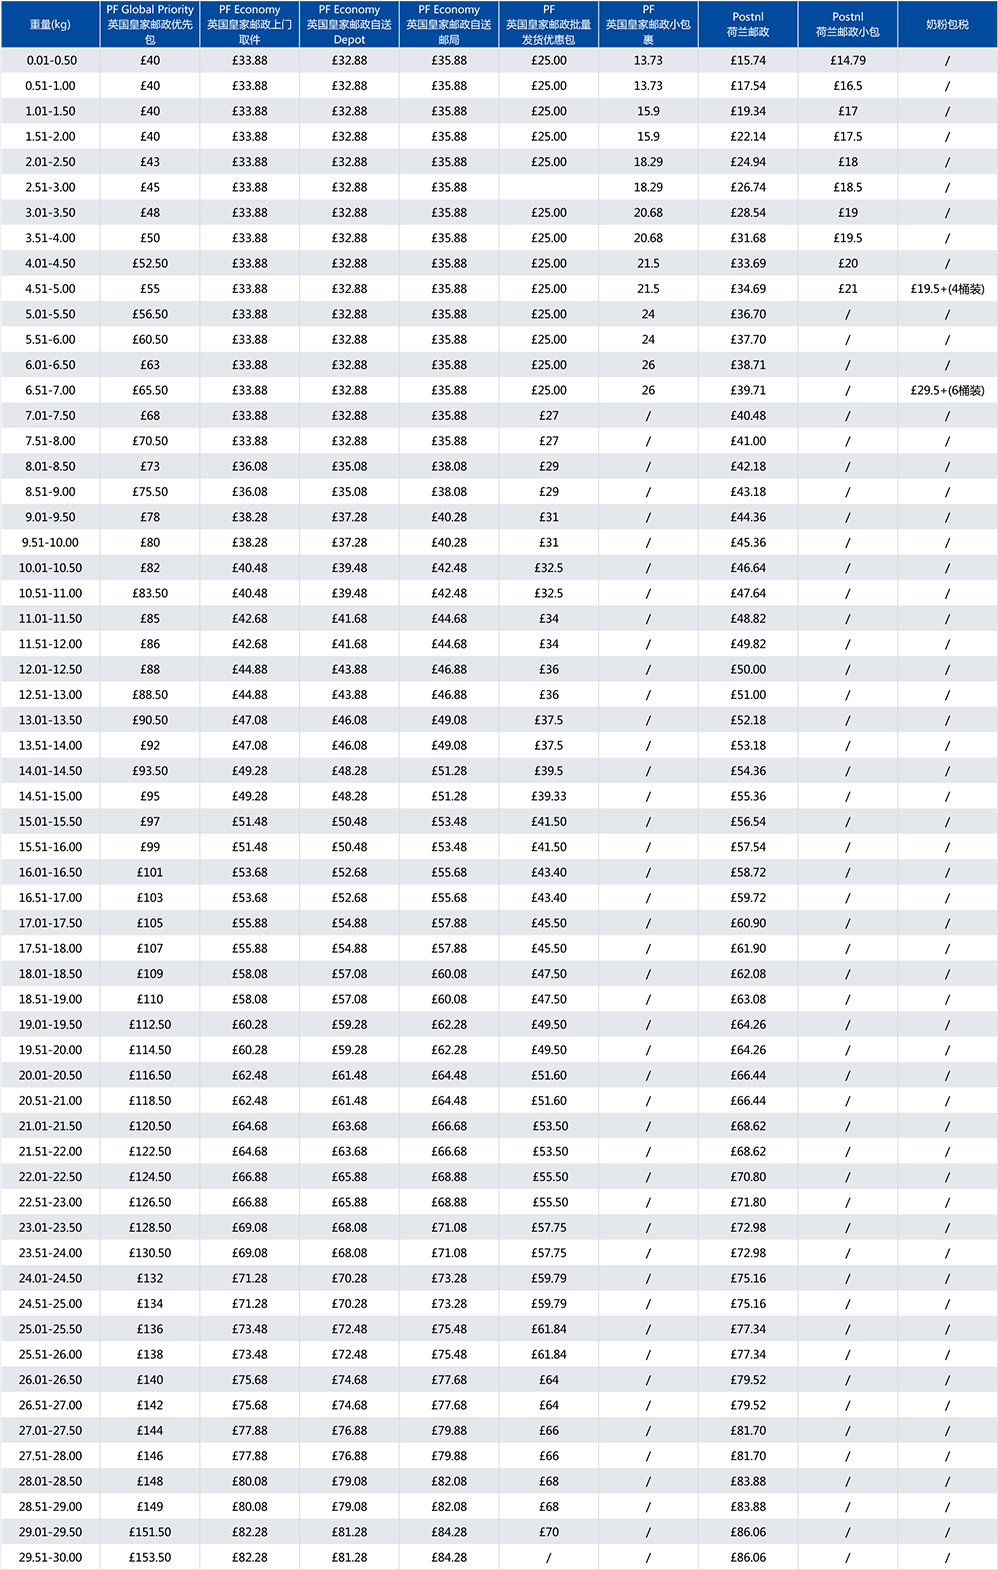 重量(kg) PF Global Priority 英国皇家邮政优先包 PF Economy 英国皇家邮政上门取件 PF Economy 英国皇家邮政自送Depot PF Economy 英国皇家邮政自送邮局 PF 英国皇家邮政批量发货优惠包 PF 英国皇家邮政小包裹 Postnl 荷兰邮政 Postnl 荷兰邮政小包 奶粉包税
0.01-0.50 £40 £33.88 £32.88 £35.88 £25.00 13.73 £15.74 £14.79 /
0.51-1.00 £40 £33.88 £32.88 £35.88 £25.00 13.73 £17.54 £16.5 /
1.01-1.50 £40 £33.88 £32.88 £35.88 £25.00 15.9 £19.34 £17 /
1.51-2.00 £40 £33.88 £32.88 £35.88 £25.00 15.9 £22.14 £17.5 /
2.01-2.50 £43 £33.88 £32.88 £35.88 £25.00 18.29 £24.94 £18 /
2.51-3.00 £45 £33.88 £32.88 £35.88 18.29 £26.74 £18.5 /
3.01-3.50 £48 £33.88 £32.88 £35.88 £25.00 20.68 £28.54 £19 /
3.51-4.00 £50 £33.88 £32.88 £35.88 £25.00 20.68 £31.68 £19.5 /
4.01-4.50 £52.50 £33.88 £32.88 £35.88 £25.00 21.5 £33.69 £20 /
4.51-5.00 £55 £33.88 £32.88 £35.88 £25.00 21.5 £34.69 £21 £19.5+(4桶装)
5.01-5.50 £56.50 £33.88 £32.88 £35.88 £25.00 24 £36.70 / /
5.51-6.00 £60.50 £33.88 £32.88 £35.88 £25.00 24 £37.70 / /
6.01-6.50 £63 £33.88 £32.88 £35.88 £25.00 26 £38.71 / /
6.51-7.00 £65.50 £33.88 £32.88 £35.88 £25.00 26 £39.71 / £29.5+(6桶装)
7.01-7.50 £68 £33.88 £32.88 £35.88 £27 / £40.48 / /
7.51-8.00 £70.50 £33.88 £32.88 £35.88 £27 / £41.00 / /
8.01-8.50 £73 £36.08 £35.08 £38.08 £29 / £42.18 / /
8.51-9.00 £75.50 £36.08 £35.08 £38.08 £29 / £43.18 / /
9.01-9.50 £78 £38.28 £37.28 £40.28 £31 / £44.36 / /
9.51-10.00 £80 £38.28 £37.28 £40.28 £31 / £45.36 / /
10.01-10.50 £82 £40.48 £39.48 £42.48 £32.5 / £46.64 / /
10.51-11.00 £83.50 £40.48 £39.48 £42.48 £32.5 / £47.64 / /
11.01-11.50 £85 £42.68 £41.68 £44.68 £34 / £48.82 / /
11.51-12.00 £86 £42.68 £41.68 £44.68 £34 / £49.82 / /
12.01-12.50 £88 £44.88 £43.88 £46.88 £36 / £50.00 / /
12.51-13.00 £88.50 £44.88 £43.88 £46.88 £36 / £51.00 / /
13.01-13.50 £90.50 £47.08 £46.08 £49.08 £37.5 / £52.18 / /
13.51-14.00 £92 £47.08 £46.08 £49.08 £37.5 / £53.18 / /
14.01-14.50 £93.50 £49.28 £48.28 £51.28 £39.5 / £54.36 / /
14.51-15.00 £95 £49.28 £48.28 £51.28 £39.33 / £55.36 / /
15.01-15.50 £97 £51.48 £50.48 £53.48 £41.50 / £56.54 / /
15.51-16.00 £99 £51.48 £50.48 £53.48 £41.50 / £57.54 / /
16.01-16.50 £101 £53.68 £52.68 £55.68 £43.40 / £58.72 / /
16.51-17.00 £103 £53.68 £52.68 £55.68 £43.40 / £59.72 / /
17.01-17.50 £105 £55.88 £54.88 £57.88 £45.50 / £60.90 / /
17.51-18.00 £107 £55.88 £54.88 £57.88 £45.50 / £61.90 / /
18.01-18.50 £109 £58.08 £57.08 £60.08 £47.50 / £62.08 / /
18.51-19.00 £110 £58.08 £57.08 £60.08 £47.50 / £63.08 / /
19.01-19.50 £112.50 £60.28 £59.28 £62.28 £49.50 / £64.26 / /
19.51-20.00 £114.50 £60.28 £59.28 £62.28 £49.50 / £64.26 / /
20.01-20.50 £116.50 £62.48 £61.48 £64.48 £51.60 / £66.44 / /
20.51-21.00 £118.50 £62.48 £61.48 £64.48 £51.60 / £66.44 / /
21.01-21.50 £120.50 £64.68 £63.68 £66.68 £53.50 / £68.62 / /
21.51-22.00 £122.50 £64.68 £63.68 £66.68 £53.50 / £68.62 / /
22.01-22.50 £124.50 £66.88 £65.88 £68.88 £55.50 / £70.80 / /
22.51-23.00 £126.50 £66.88 £65.88 £68.88 £55.50 / £71.80 / /
23.01-23.50 £128.50 £69.08 £68.08 £71.08 £57.75 / £72.98 / /
23.51-24.00 £130.50 £69.08 £68.08 £71.08 £57.75 / £72.98 / /
24.01-24.50 £132 £71.28 £70.28 £73.28 £59.79 / £75.16 / /
24.51-25.00 £134 £71.28 £70.28 £73.28 £59.79 / £75.16 / /
25.01-25.50 £136 £73.48 £72.48 £75.48 £61.84 / £77.34 / /
25.51-26.00 £138 £73.48 £72.48 £75.48 £61.84 / £77.34 / /
26.01-26.50 £140 £75.68 £74.68 £77.68 £64 / £79.52 / /
26.51-27.00 £142 £75.68 £74.68 £77.68 £64 / £79.52 / /
27.01-27.50 £144 £77.88 £76.88 £79.88 £66 / £81.70 / /
27.51-28.00 £146 £77.88 £76.88 £79.88 £66 / £81.70 / /
28.01-28.50 £148 £80.08 £79.08 £82.08 £68 / £83.88 / /
28.51-29.00 £149 £80.08 £79.08 £82.08 £68 / £83.88 / /
29.01-29.50 £151.50 £82.28 £81.28 £84.28 £70 / £86.06 / /
29.51-30.00 £153.50 £82.28 £81.28 £84.28 / / £86.06 / /